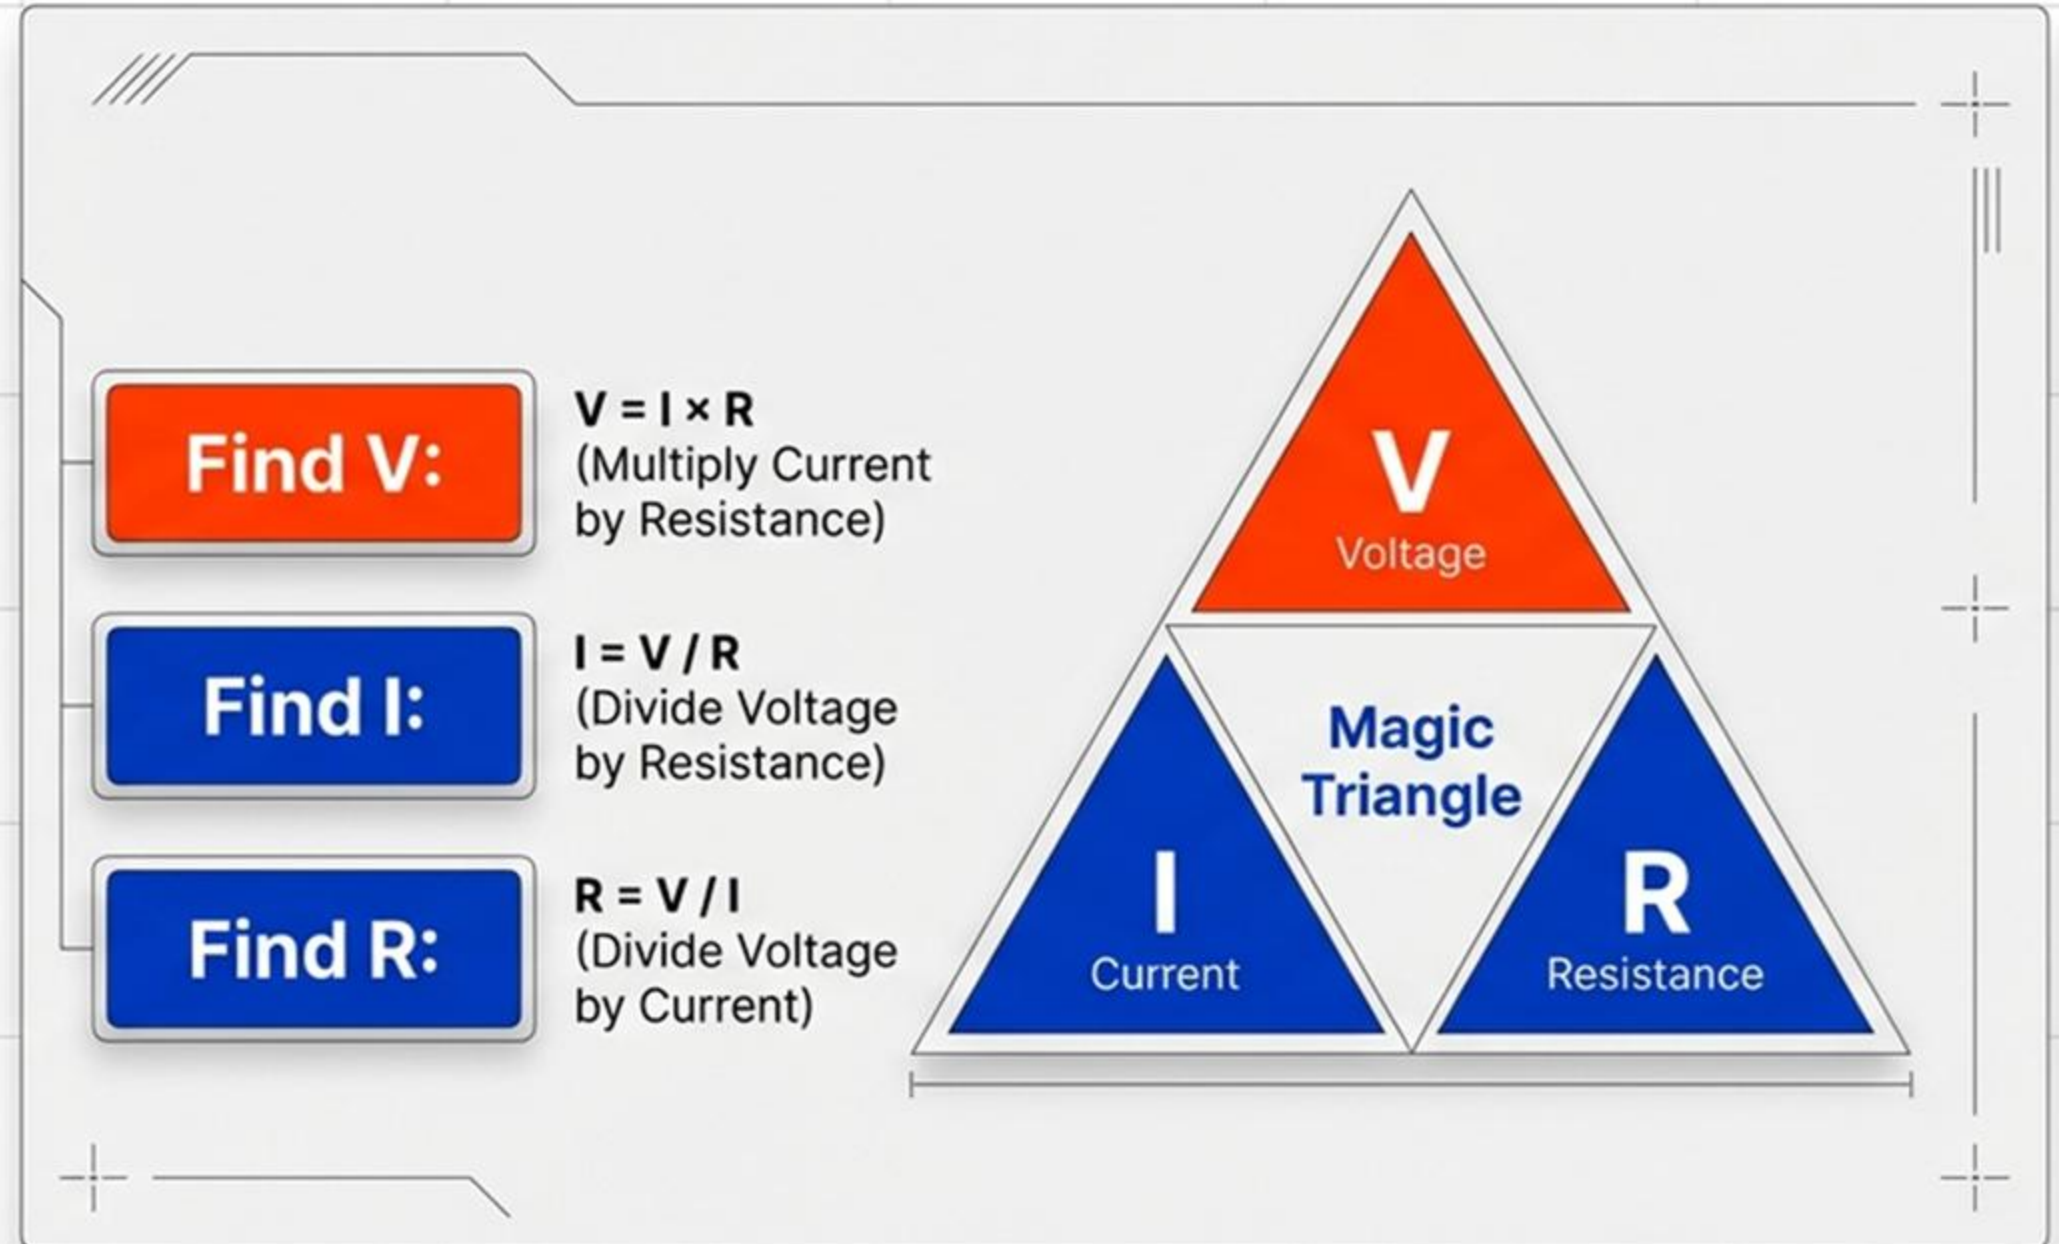 Find V:
V = I × R
(Multiply Current
by Resistance)
Find I:
I = V / R
(Divide Voltage
by Resistance)
Find R:
R = V / I
(Divide Voltage
by Current)
V
Voltage
Magic
Triangle
I
Current
R
Resistance